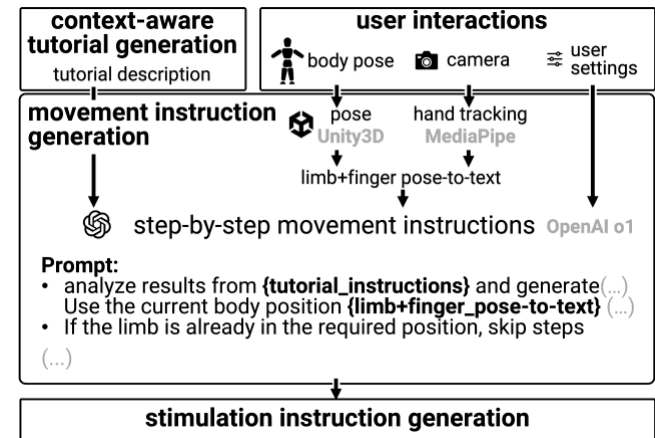 context-aware
tutorial generation
tutorial description
user interactions
body pose
camera
user
settings
movement instruction
generation
pose
Unity3D
hand tracking
MediaPipe
limb+finger pose-to-text
step-by-step movement instructions OpenAI o1
Prompt:
• analyze results from {tutorial_instructions} and generate(...)
Use the current body position {limb+finger_pose-to-text} (...)
• If the limb is already in the required position, skip steps
(...)
stimulation instruction generation